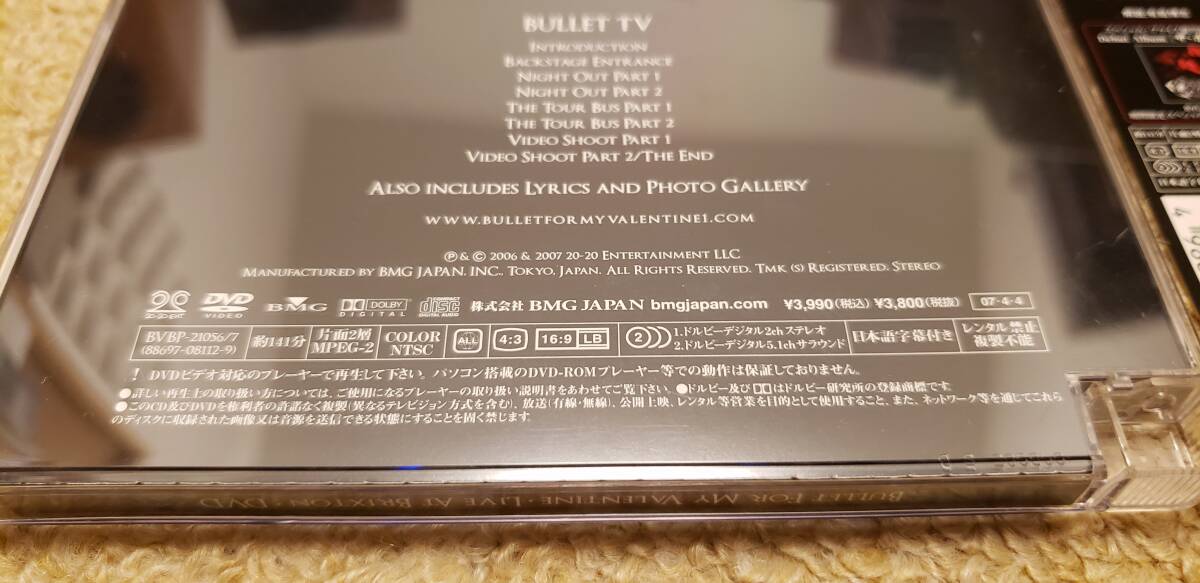 BULLET TV
INTRODUCTION
BACKSTAGE ENTRANCE
NIGHT OUT PART 1
NIGHT OUT PART 2
THE TOUR BUS PART 1
THE TOUR BUS PART 2
VIDEO SHOOT PART 1
VIDEO SHOOT PART 2/THE END
ALSO INCLUDES LYRICS AND PHOTO GALLERY
WWW.BULLETFORMYVALENTINE1.COM
℗ & © 2006 & 2007 20-20 ENTERTAINMENT LLC
MANUFACTURED BY BMG JAPAN, INC., TOKYO, JAPAN. ALL RIGHTS RESERVED. TMK (S) REGISTERED. STEREO
DVD VIDEO BMG DOLBY DIGITAL COMPACT disc DIGITAL AUDIO 株式会社 BMG JAPAN bmgjapan.com ¥3,990(税込) ¥3,800(税抜) 07・4・4
BVBP-21056/7 (88697-08112-9) 約141分 片面2層 MPEG-2 COLOR NTSC ALL 4:3 16:9 LB 2 1.ドルビーデジタル2chステレオ 2.ドルビーデジタル5.1chサラウンド 日本語字幕付き レンタル禁止 複製不能
! DVDビデオ対応のプレーヤーで再生して下さい。パソコン搭載のDVD-ROMプレーヤー等での動作は保証しておりません。
●詳しい再生上の取り扱い方については、ご使用になるプレーヤーの取り扱い説明書をあわせてご覧下さい。●ドルビー及びはドルビー研究所の登録商標です。
●このCD及びDVDを権利者の許諾なく複製(異なるテレビジョン方式を含む)、放送(有線・無線)、公開上映、レンタル等営業を目的として使用すること、また、ネットワーク等を通じてこれら
のディスクに収録された画像又は音源を送信できる状態にすることを固く禁じます。
BULLET FOR MY VALENTINE・LIVE AT BRIXTON・DVD